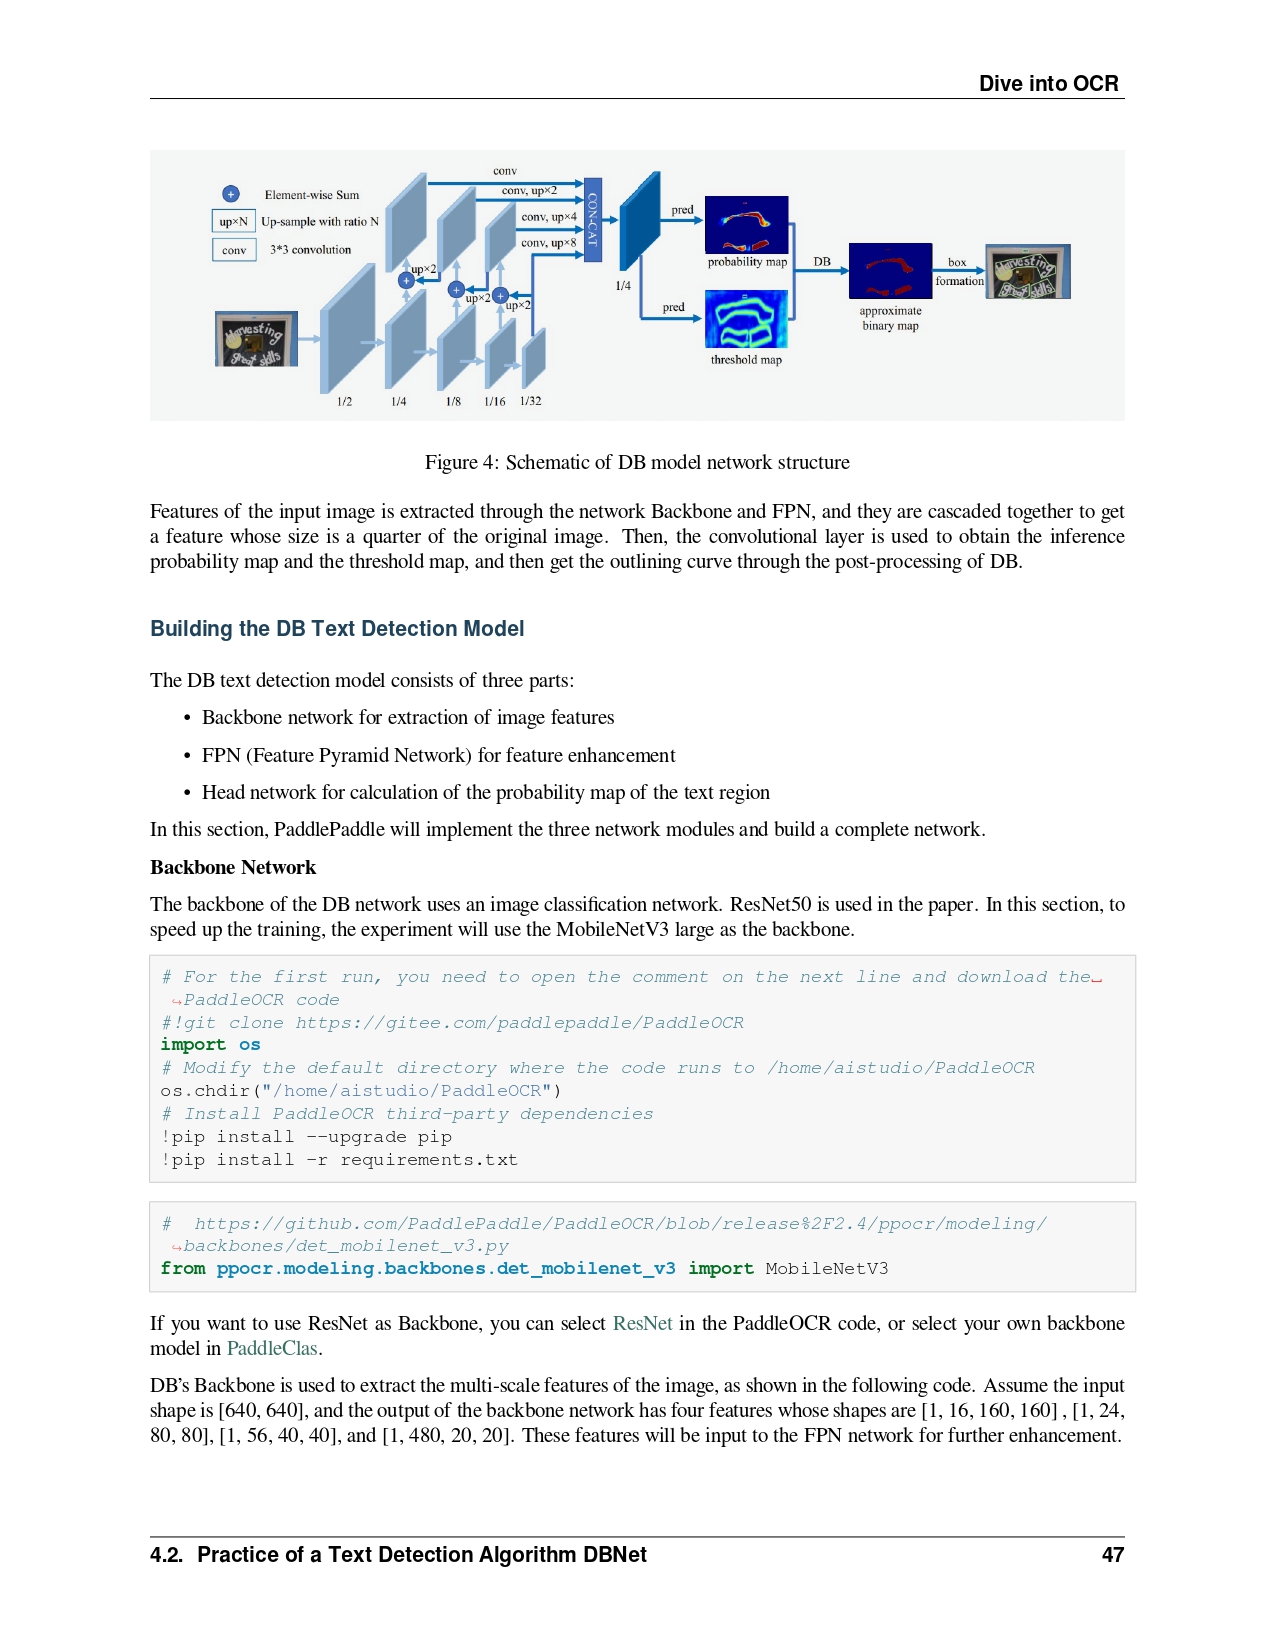 Dive into OCR
Element-wise Sum
up×N Up-sample with ratio N
conv 3*3 convolution
conv
conv, up×2
conv, up×4
conv, up×8
CON-CAT
up×2
up×2
up×2
Harvesting
great skills
1/2 1/4 1/8 1/16 1/32
1/4
pred
pred
probability map
threshold map
DB
approximate
binary map
box
formation
Harvesting
great skills
Figure 4: Schematic of DB model network structure
Features of the input image is extracted through the network Backbone and FPN, and they are cascaded together to get
a feature whose size is a quarter of the original image. Then, the convolutional layer is used to obtain the inference
probability map and the threshold map, and then get the outlining curve through the post-processing of DB.
Building the DB Text Detection Model
The DB text detection model consists of three parts:
• Backbone network for extraction of image features
• FPN (Feature Pyramid Network) for feature enhancement
• Head network for calculation of the probability map of the text region
In this section, PaddlePaddle will implement the three network modules and build a complete network.
Backbone Network
The backbone of the DB network uses an image classification network. ResNet50 is used in the paper. In this section, to
speed up the training, the experiment will use the MobileNetV3 large as the backbone.
# For the first run, you need to open the comment on the next line and download the␣
↪PaddleOCR code
#!git clone https://gitee.com/paddlepaddle/PaddleOCR
import os
# Modify the default directory where the code runs to /home/aistudio/PaddleOCR
os.chdir("/home/aistudio/PaddleOCR")
# Install PaddleOCR third-party dependencies
!pip install --upgrade pip
!pip install -r requirements.txt
# https://github.com/PaddlePaddle/PaddleOCR/blob/release%2F2.4/ppocr/modeling/
↪backbones/det_mobilenet_v3.py
from ppocr.modeling.backbones.det_mobilenet_v3 import MobileNetV3
If you want to use ResNet as Backbone, you can select ResNet in the PaddleOCR code, or select your own backbone
model in PaddleClas.
DB’s Backbone is used to extract the multi-scale features of the image, as shown in the following code. Assume the input
shape is [640, 640], and the output of the backbone network has four features whose shapes are [1, 16, 160, 160] , [1, 24,
80, 80], [1, 56, 40, 40], and [1, 480, 20, 20]. These features will be input to the FPN network for further enhancement.
4.2. Practice of a Text Detection Algorithm DBNet 47